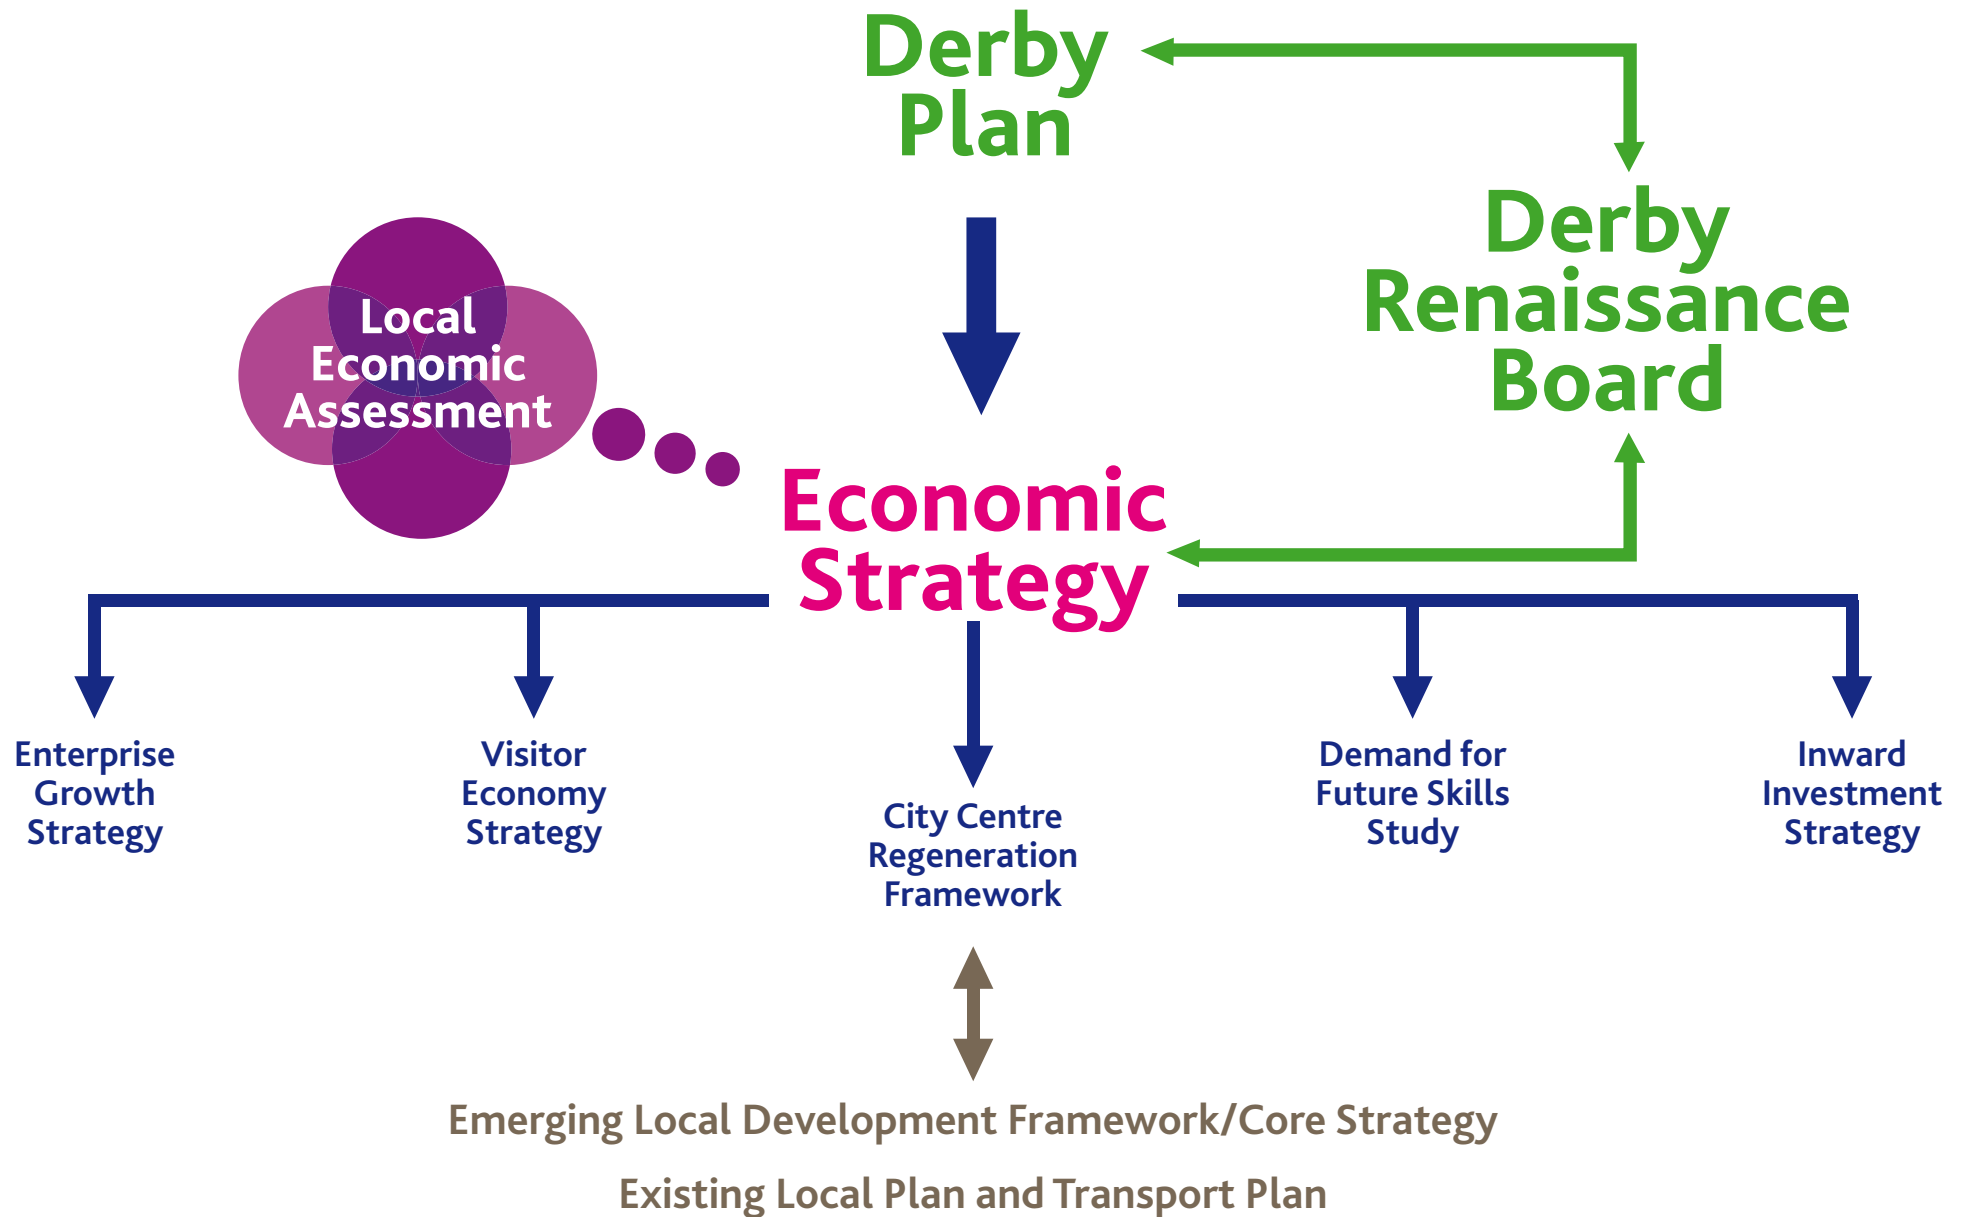 Derby
Plan
Derby
Renaissance
Board
Local
Economic
Assessment
Economic
Strategy
Enterprise
Growth
Strategy
Visitor
Economy
Strategy
City Centre
Regeneration
Framework
Demand for
Future Skills
Study
Inward
Investment
Strategy
Emerging Local Development Framework/Core Strategy
Existing Local Plan and Transport Plan